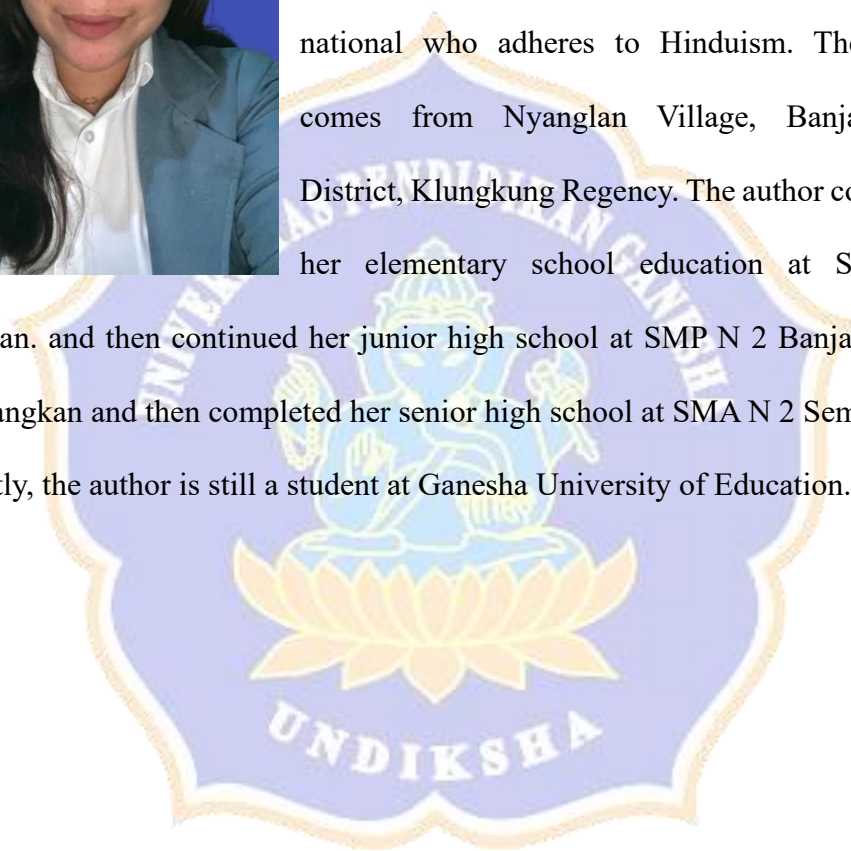 national who adheres to Hinduism. The
comes from Nyanglan Village, Banja
District, Klungkung Regency. The author co
her elementary school education at S
an. and then continued her junior high school at SMP N 2 Banja
angkan and then completed her senior high school at SMA N 2 Sem
tly, the author is still a student at Ganesha University of Education.
UNIVERSITAS PENDIDIKAN GANESHA
UNDIKSHA